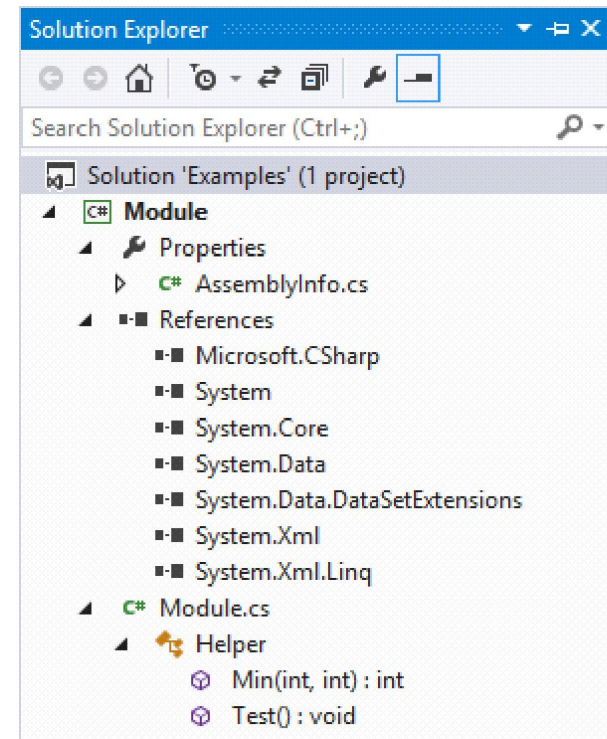 Solution Explorer
Search Solution Explorer (Ctrl+;)
Solution 'Examples' (1 project)
C# Module
Properties
C# AssemblyInfo.cs
References
Microsoft.CSharp
System
System.Core
System.Data
System.Data.DataSetExtensions
System.Xml
System.Xml.Linq
C# Module.cs
Helper
Min(int, int) : int
Test() : void